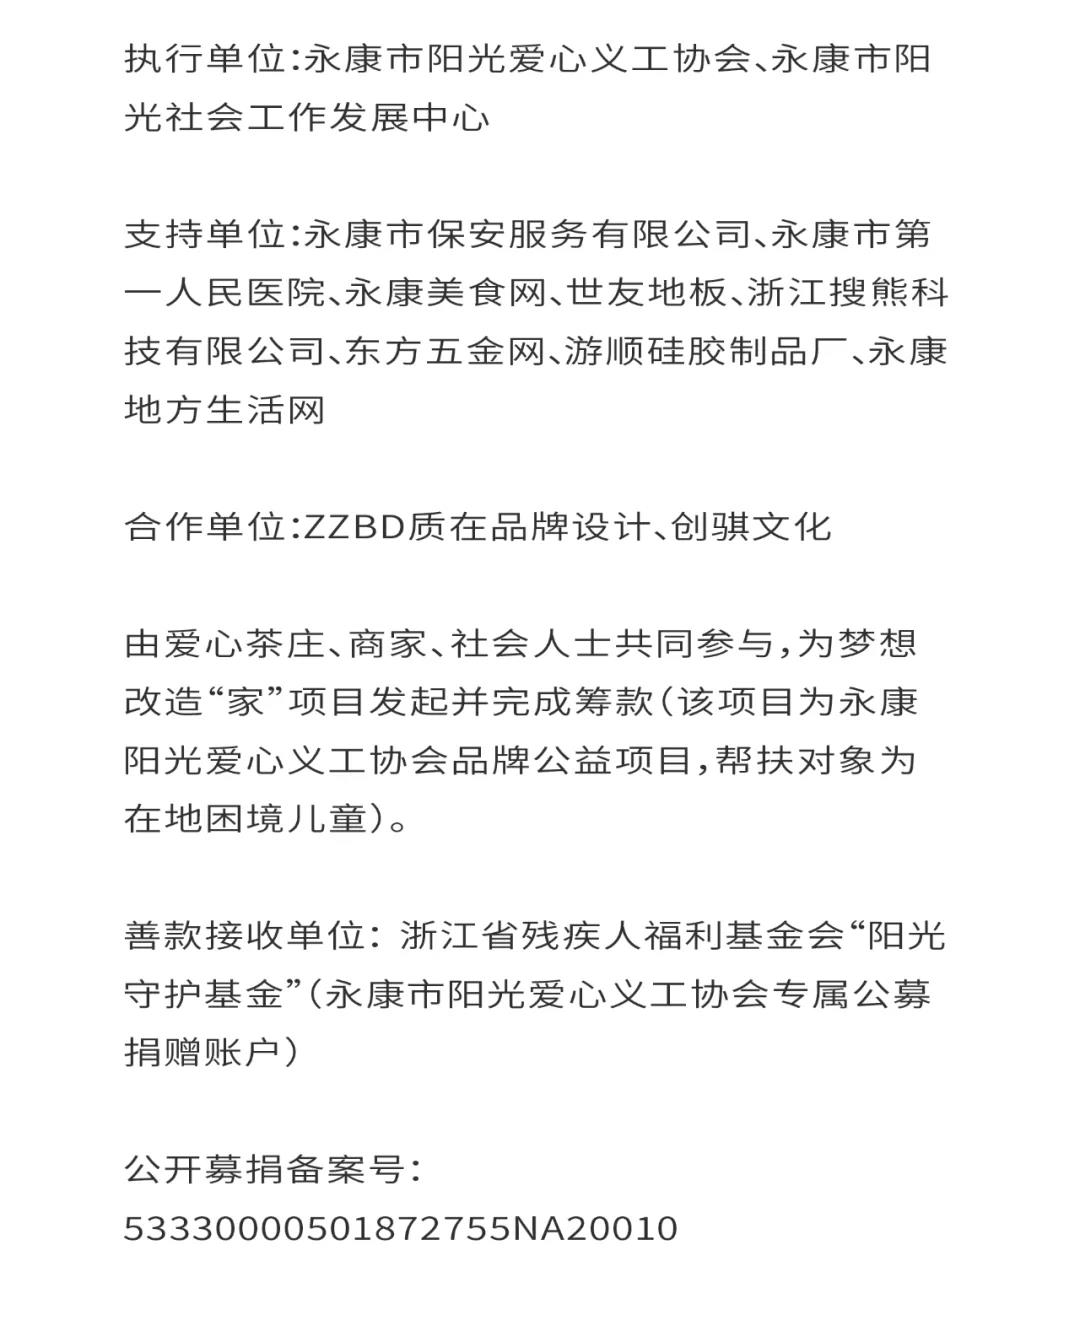 执行单位:永康市阳光爱心义工协会、永康市阳
光社会工作发展中心
支持单位:永康市保安服务有限公司、永康市第
一人民医院、永康美食网、世友地板、浙江搜熊科
技有限公司、东方五金网、游顺硅胶制品厂、永康
地方生活网
合作单位:ZZBD质在品牌设计、创骐文化
由爱心茶庄、商家、社会人士共同参与,为梦想
改造“家”项目发起并完成筹款(该项目为永康
阳光爱心义工协会品牌公益项目,帮扶对象为
在地困境儿童)。
善款接收单位: 浙江省残疾人福利基金会“阳光
守护基金”(永康市阳光爱心义工协会专属公募
捐赠账户)
公开募捐备案号:
53330000501872755NA20010